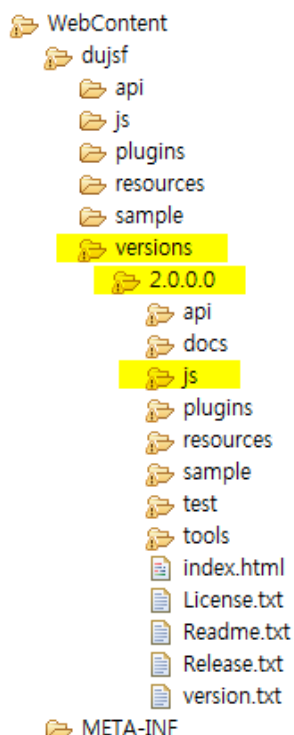 WebContent
dujsf
api
js
plugins
resources
sample
versions
2.0.0.0
api
docs
js
plugins
resources
sample
test
tools
index.html
License.txt
Readme.txt
Release.txt
version.txt
META-INF